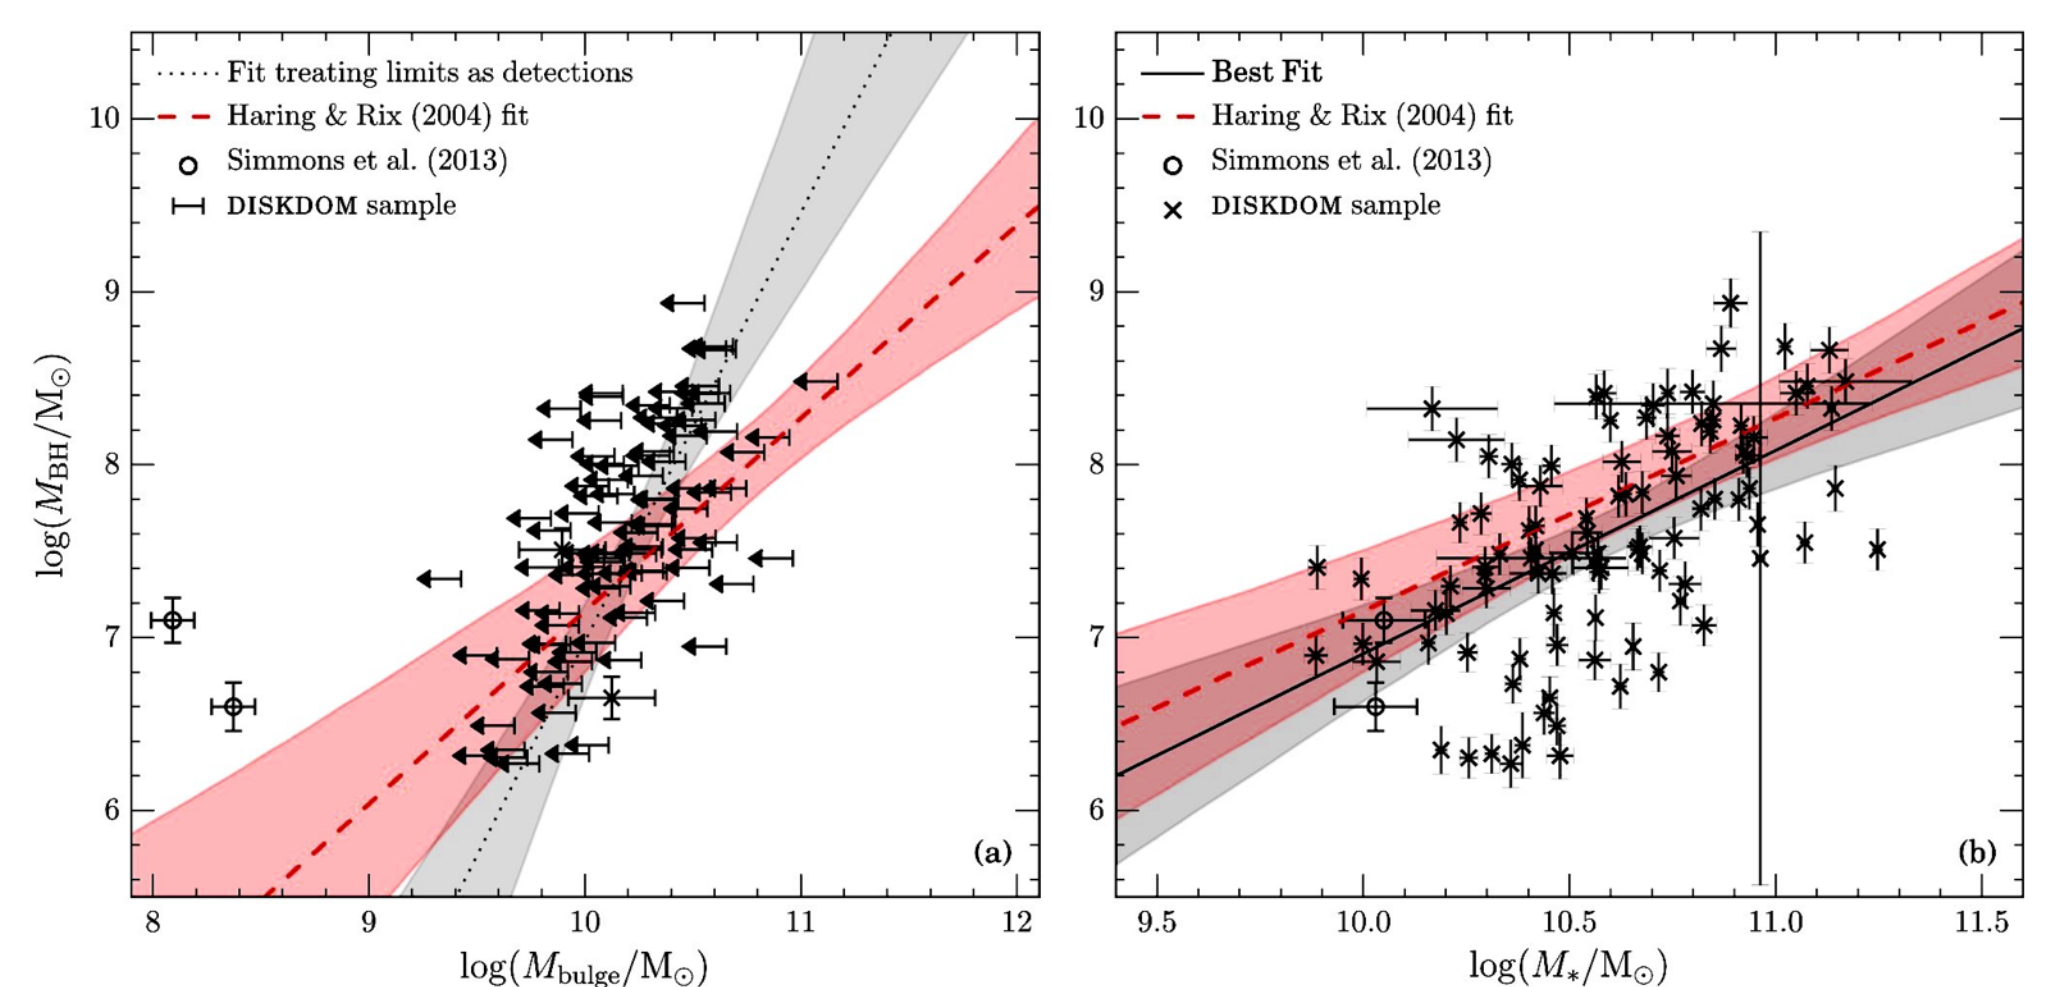 Fit treating limits as detections
Haring & Rix (2004) fit
Simmons et al. (2013)
DISKDOM sample
10
9
8
7
6
log(M_BH/M_⊙)
(a)
8 9 10 11 12
log(M_bulge/M_⊙)
Best Fit
Haring & Rix (2004) fit
Simmons et al. (2013)
DISKDOM sample
10
9
8
7
6
(b)
9.5 10.0 10.5 11.0 11.5
log(M_*/M_⊙)